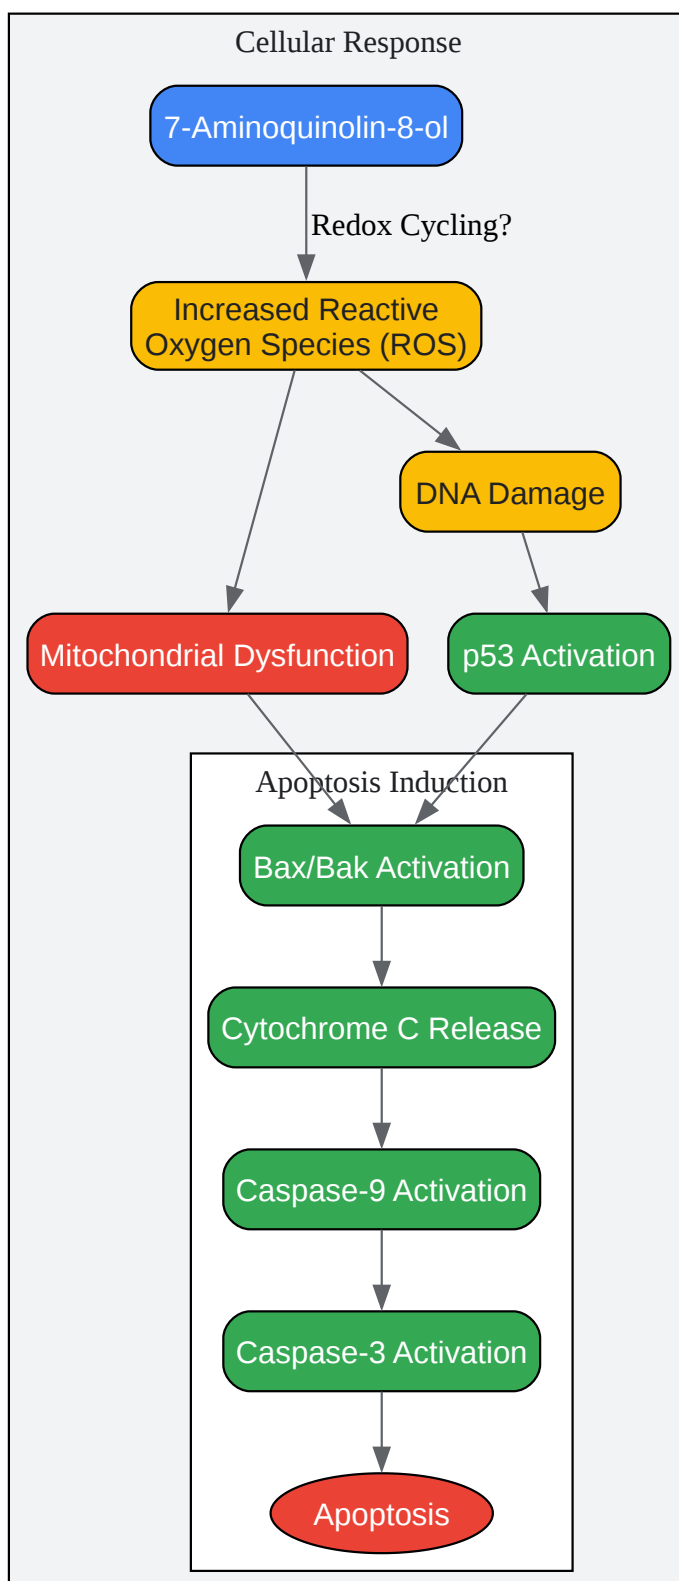 Cellular Response
7-Aminoquinolin-8-ol
Redox Cycling?
Increased Reactive
Oxygen Species (ROS)
DNA Damage
Mitochondrial Dysfunction
p53 Activation
Apoptosis Induction
Bax/Bak Activation
Cytochrome C Release
Caspase-9 Activation
Caspase-3 Activation
Apoptosis